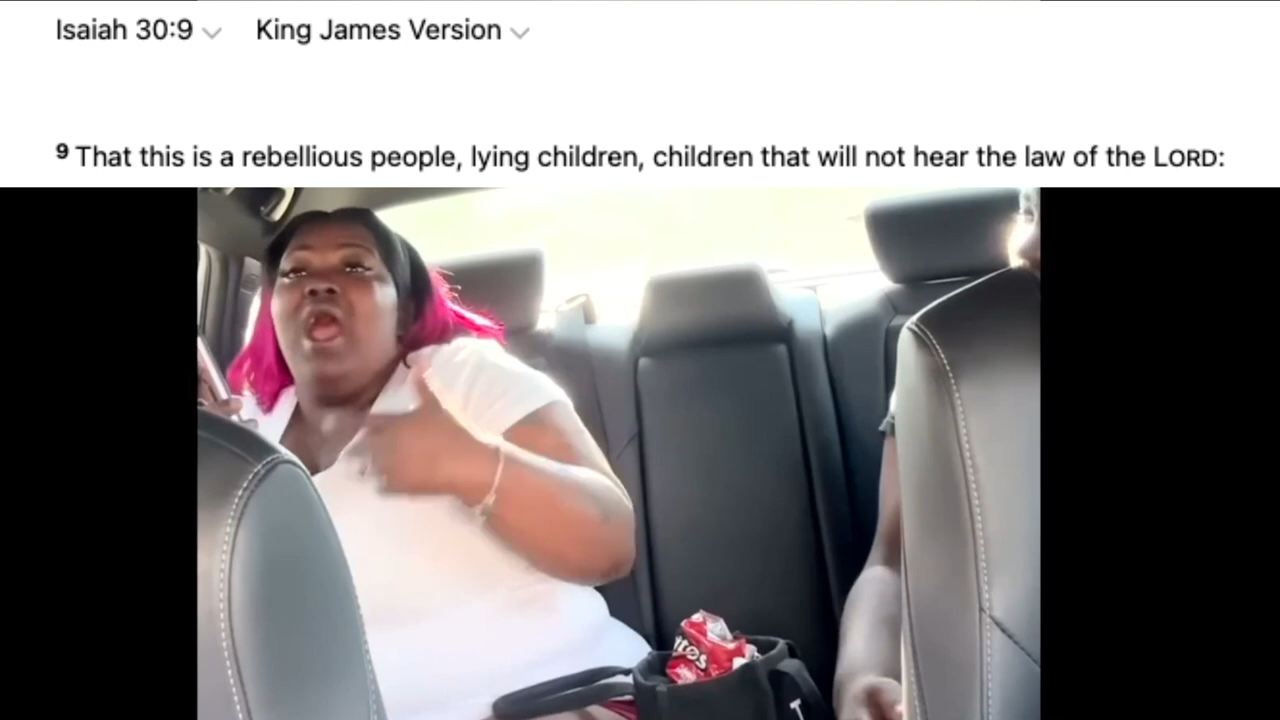 Isaiah 30:9 King James Version
9 That this is a rebellious people, lying children, children that will not hear the law of the LORD:
itos
T